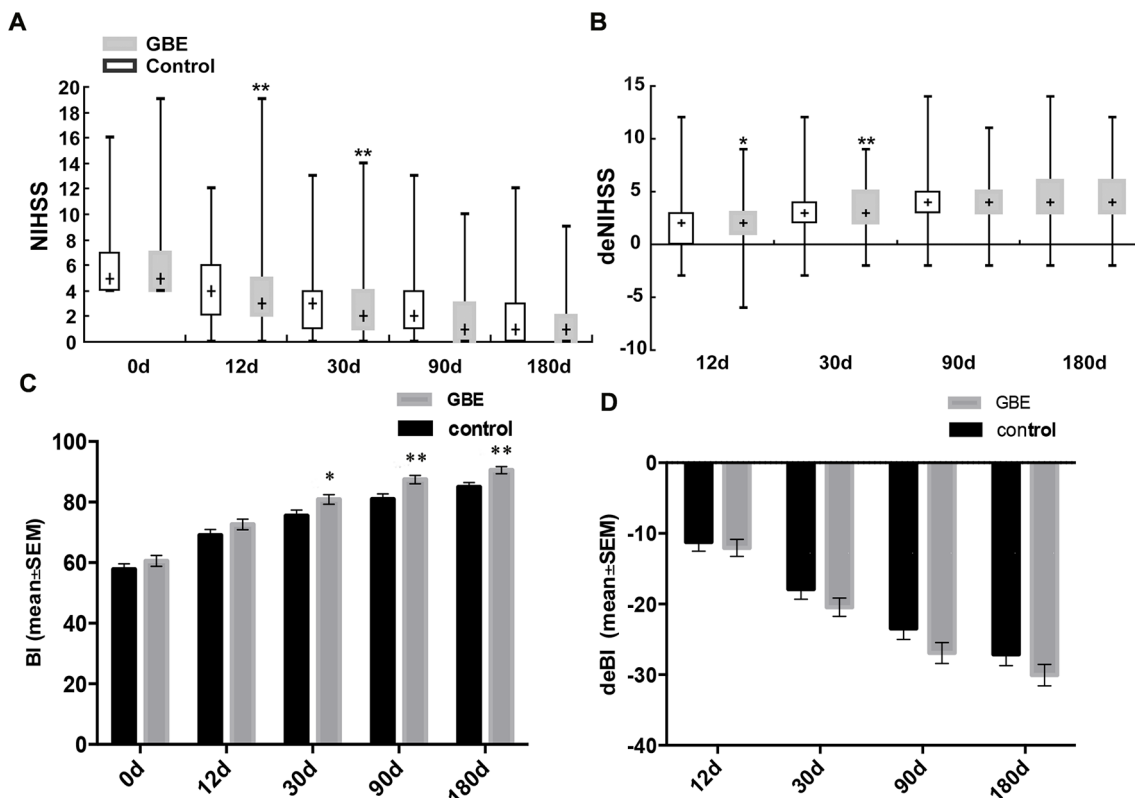 A
GBE
Control
NIHSS
20
18
16
14
12
10
8
6
4
2
0
**
**
0d 12d 30d 90d 180d
B
deNIHSS
15
10
5
0
-5
-10
*
**
12d 30d 90d 180d
C
GBE
control
BI (mean±SEM)
100
80
60
40
20
0
*
**
**
0d 12d 30d 90d 180d
D
GBE
control
deBI (mean±SEM)
0
-10
-20
-30
-40
12d 30d 90d 180d